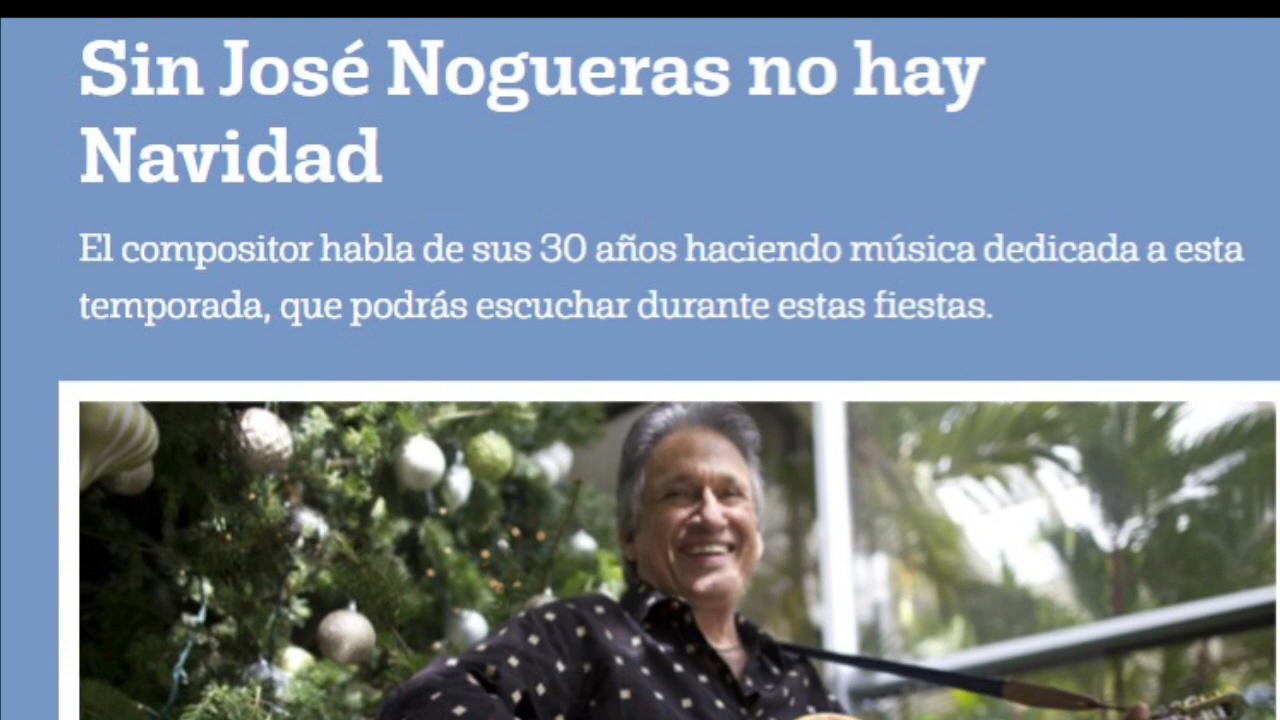 Sin José Nogueras no hay
Navidad
El compositor habla de sus 30 años haciendo música dedicada a esta
temporada, que podrás escuchar durante estas fiestas.